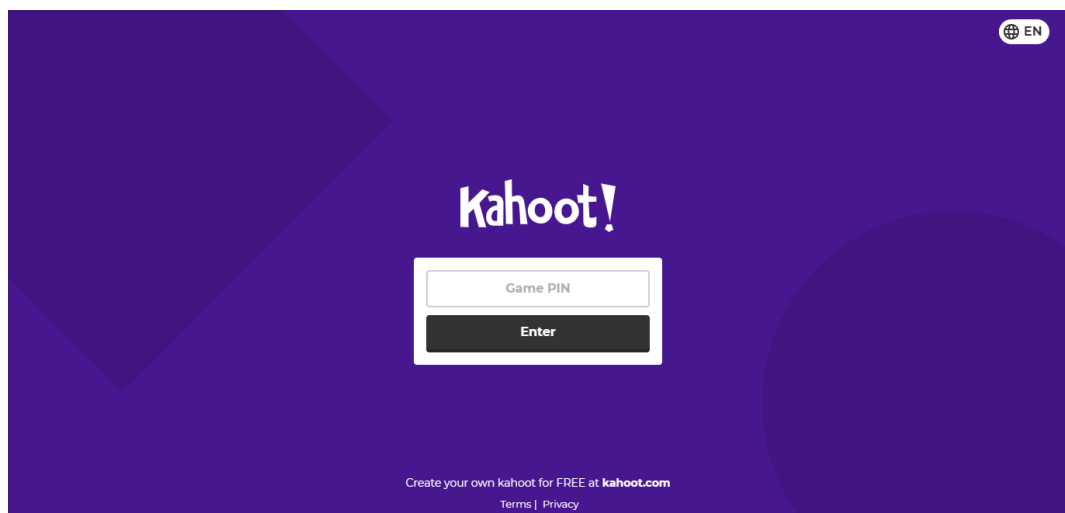 EN
Kahoot!
Game PIN
Enter
Create your own kahoot for FREE at kahoot.com
Terms | Privacy